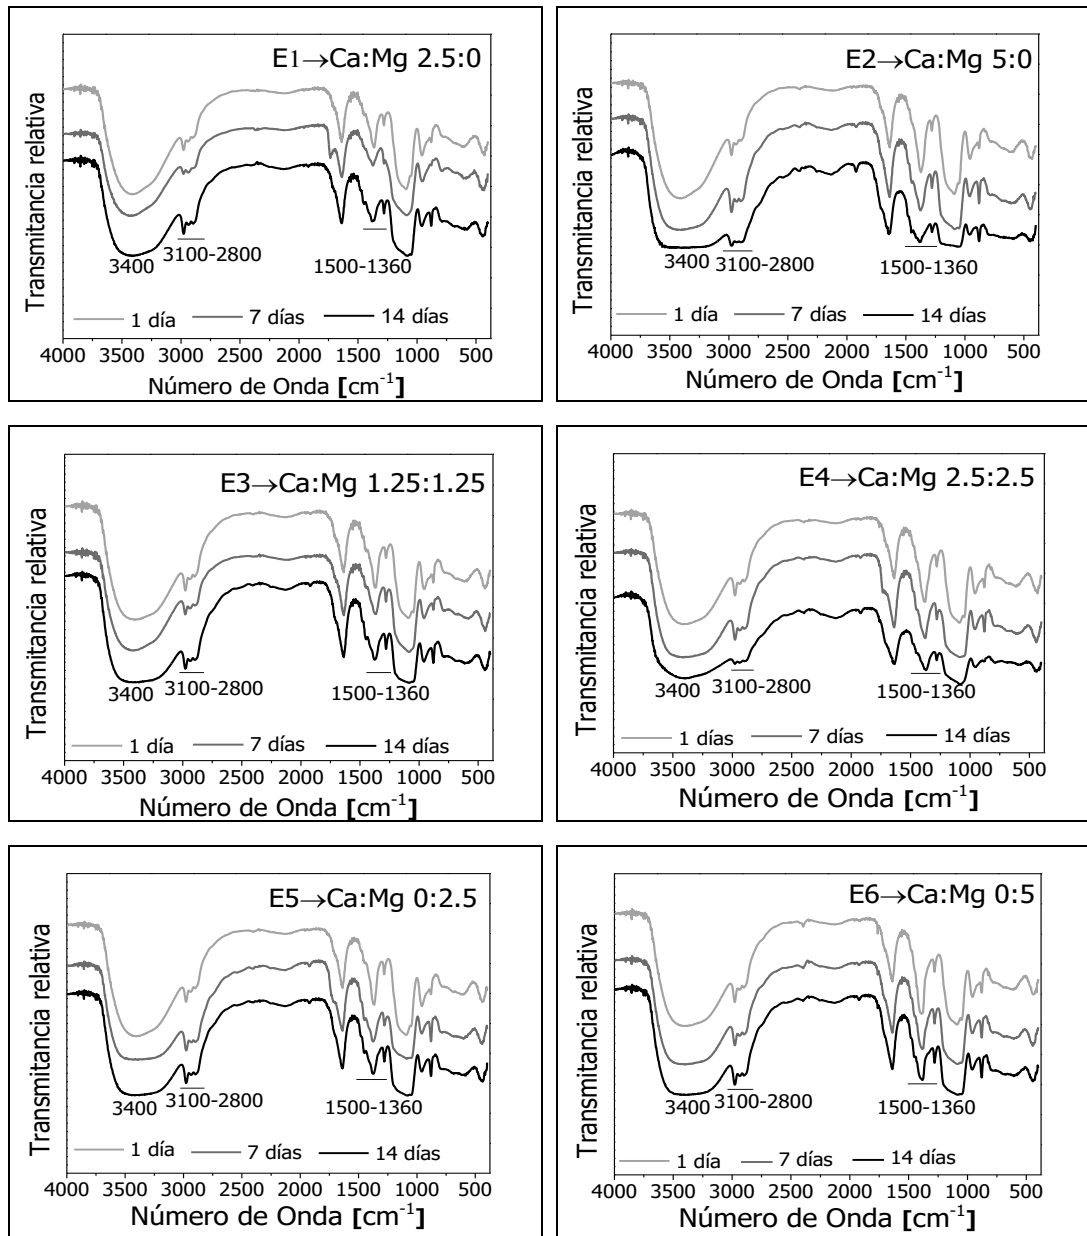 E1→Ca:Mg 2.5:0
Transmitancia relativa
3400
3100-2800
1500-1360
1 día
7 días
14 días
4000 3500 3000 2500 2000 1500 1000 500
Número de Onda [cm-1]
E2→Ca:Mg 5:0
Transmitancia relativa
3400
3100-2800
1500-1360
1 día
7 días
14 días
4000 3500 3000 2500 2000 1500 1000 500
Número de Onda [cm-1]
E3→Ca:Mg 1.25:1.25
Transmitancia relativa
3400
3100-2800
1500-1360
1 día
7 días
14 días
4000 3500 3000 2500 2000 1500 1000 500
Número de Onda [cm-1]
E4→Ca:Mg 2.5:2.5
Transmitancia relativa
3400
3100-2800
1500-1360
1 días
7 días
14 días
4000 3500 3000 2500 2000 1500 1000 500
Número de Onda [cm-1]
E5→Ca:Mg 0:2.5
Transmitancia relativa
3400
3100-2800
1500-1360
1 día
7 días
14 días
4000 3500 3000 2500 2000 1500 1000 500
Número de Onda [cm-1]
E6→Ca:Mg 0:5
Transmitancia relativa
3400
3100-2800
1500-1360
1 día
7 días
14 días
4000 3500 3000 2500 2000 1500 1000 500
Número de Onda [cm-1]